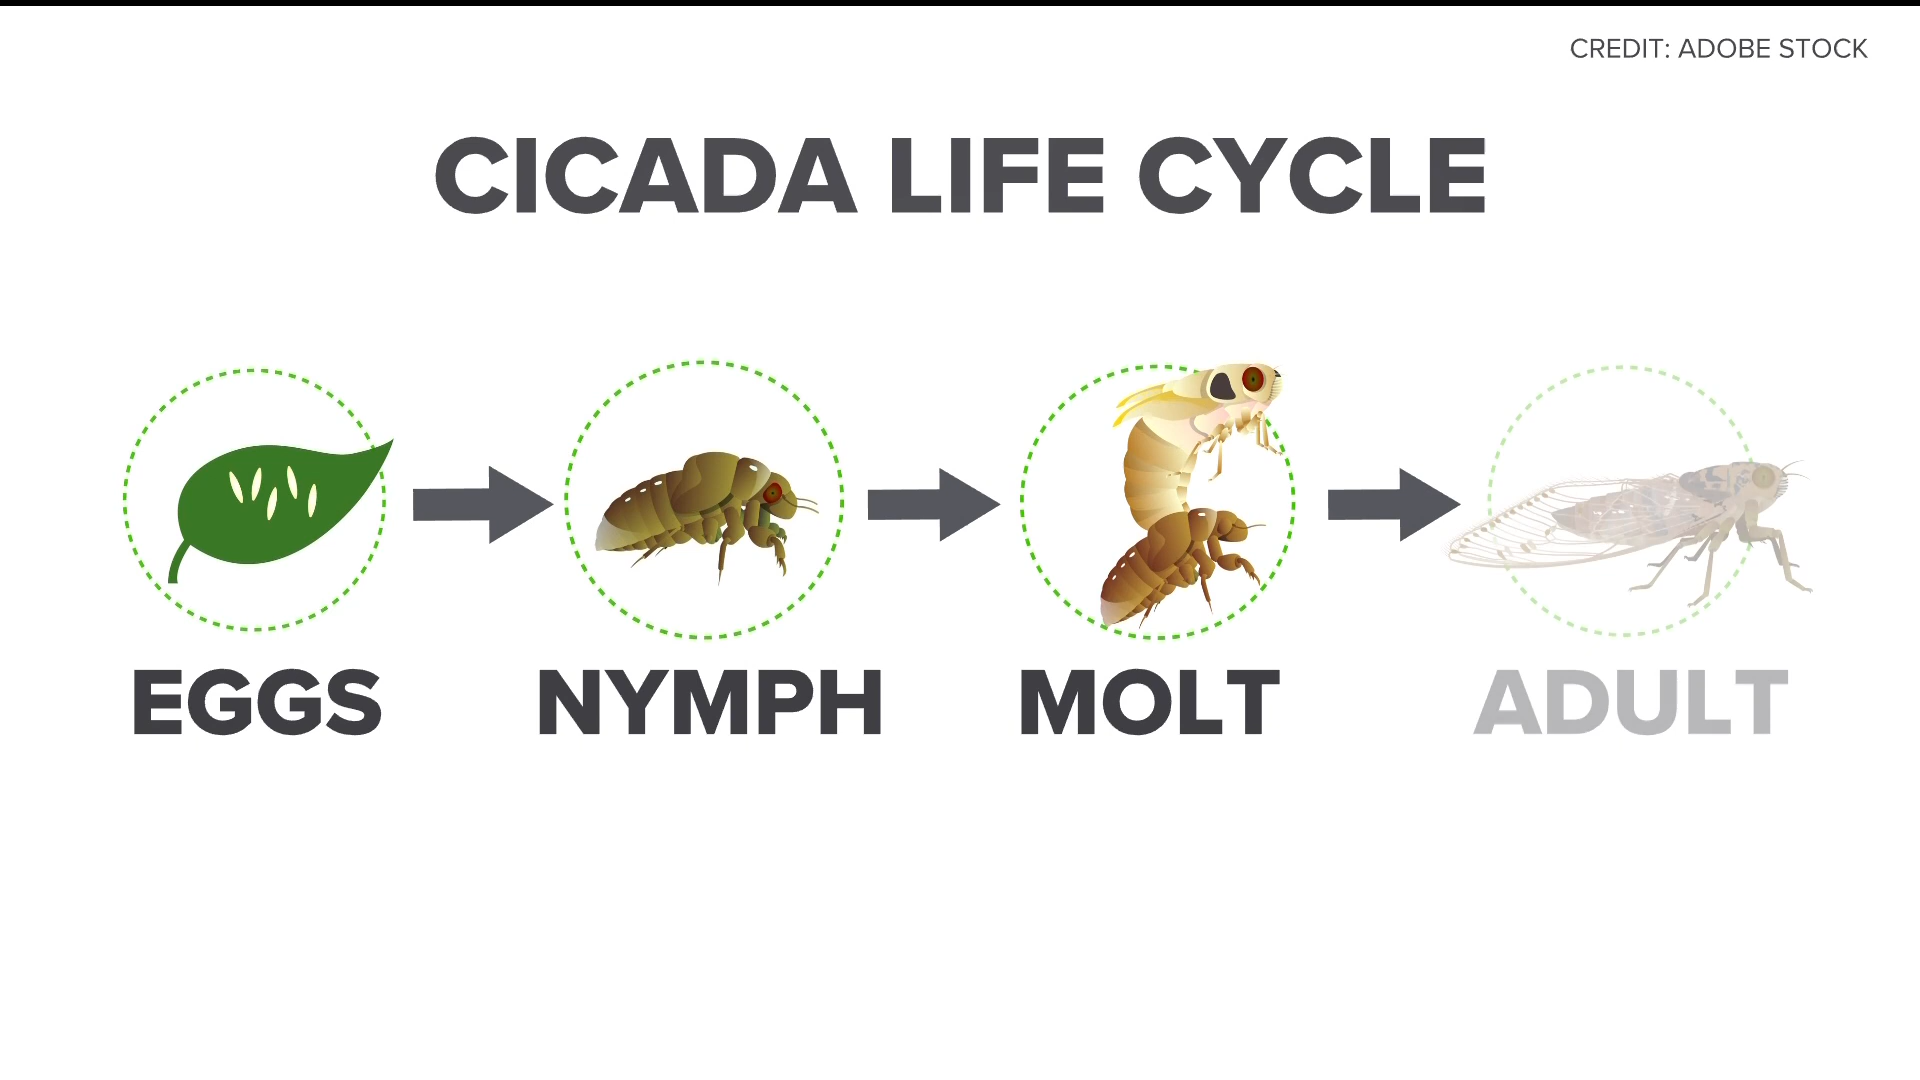 CREDIT: ADOBE STOCK
CICADA LIFE CYCLE
EGGS
NYMPH
MOLT
ADULT